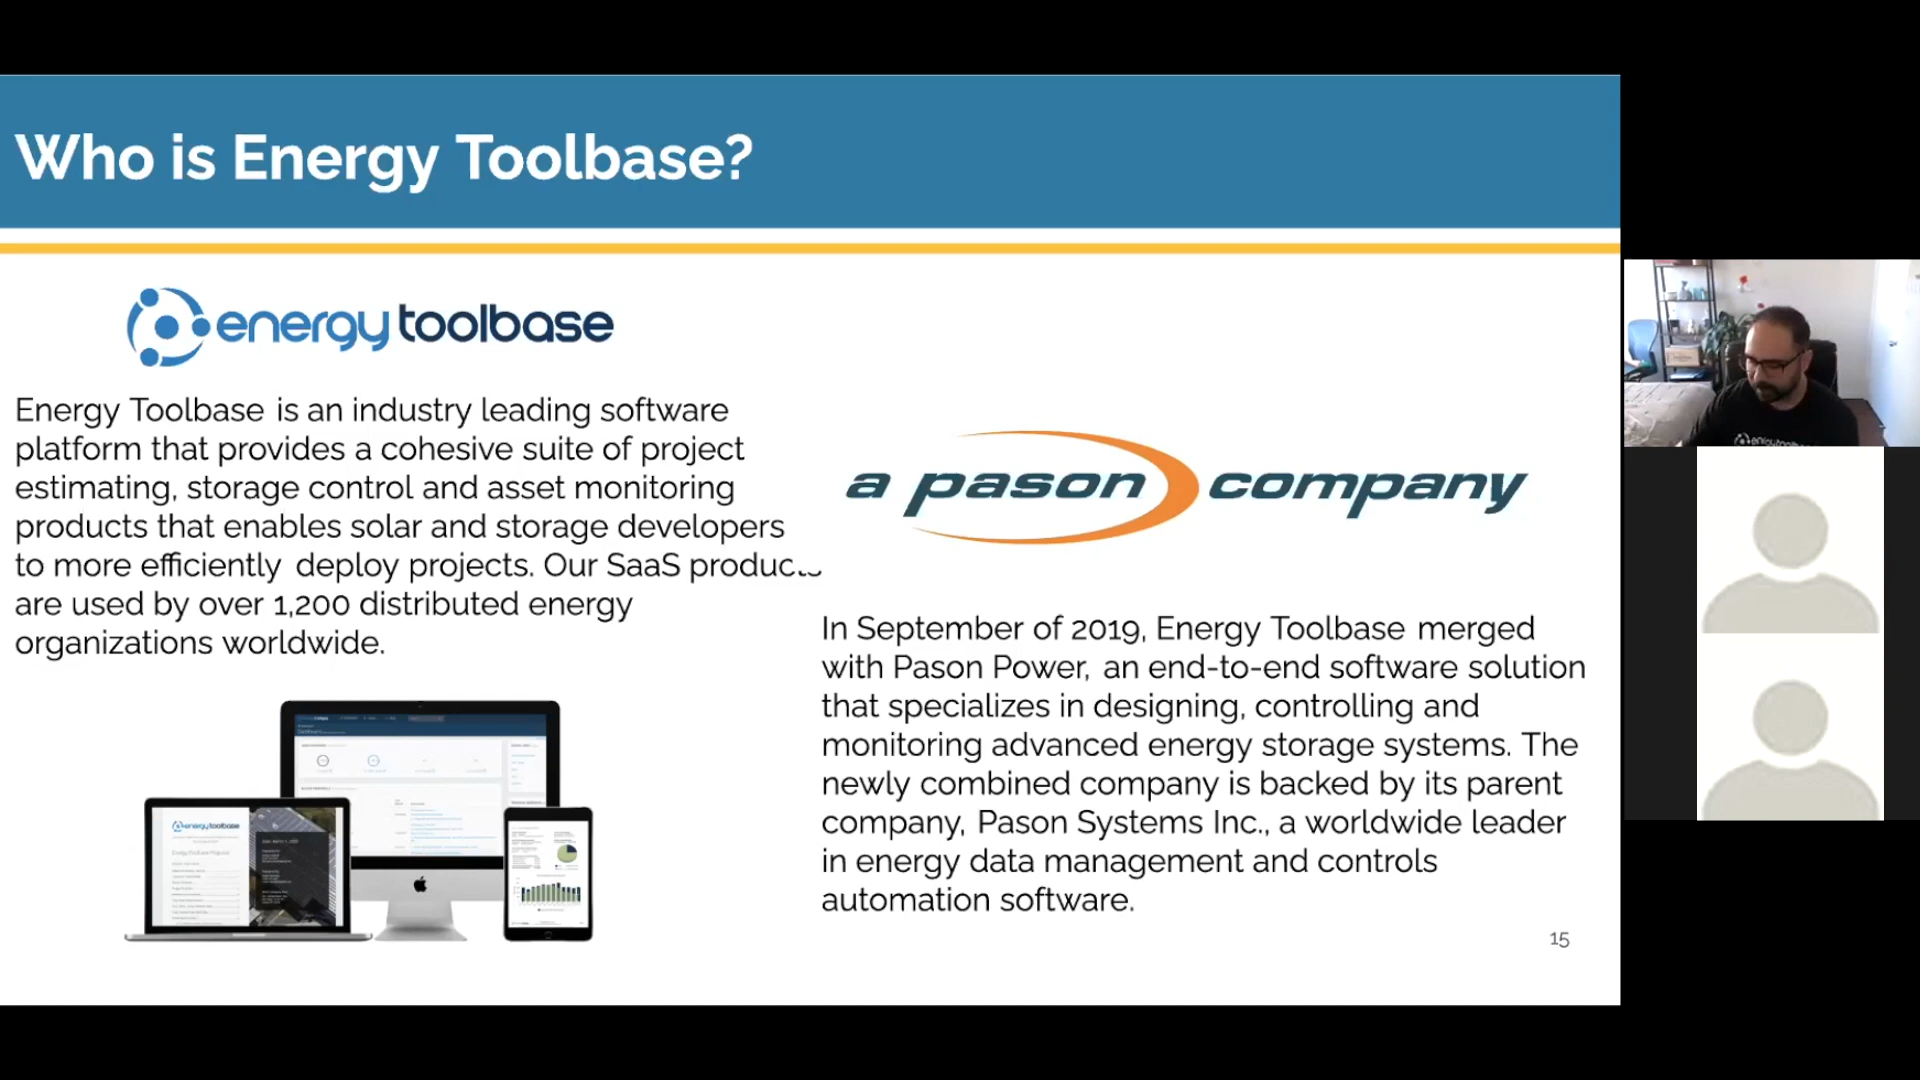 Who is Energy Toolbase?
energy toolbase
Energy Toolbase is an industry leading software
platform that provides a cohesive suite of project
estimating, storage control and asset monitoring
products that enables solar and storage developers
to more efficiently deploy projects. Our SaaS products
are used by over 1,200 distributed energy
organizations worldwide.
a pason company
In September of 2019, Energy Toolbase merged
with Pason Power, an end-to-end software solution
that specializes in designing, controlling and
monitoring advanced energy storage systems. The
newly combined company is backed by its parent
company, Pason Systems Inc., a worldwide leader
in energy data management and controls
automation software.
15
energy toolbase
energytoolbase